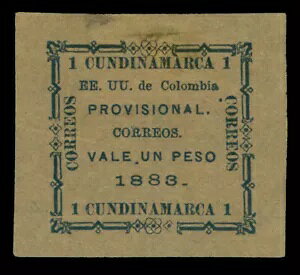 1 CUNDINAMARCA 1
EE. UU. de Colombia
PROVISIONAL.
CORREOS.
VALE UN PESO
1883.
1 CUNDINAMARCA 1
CORREOS
CORREOS